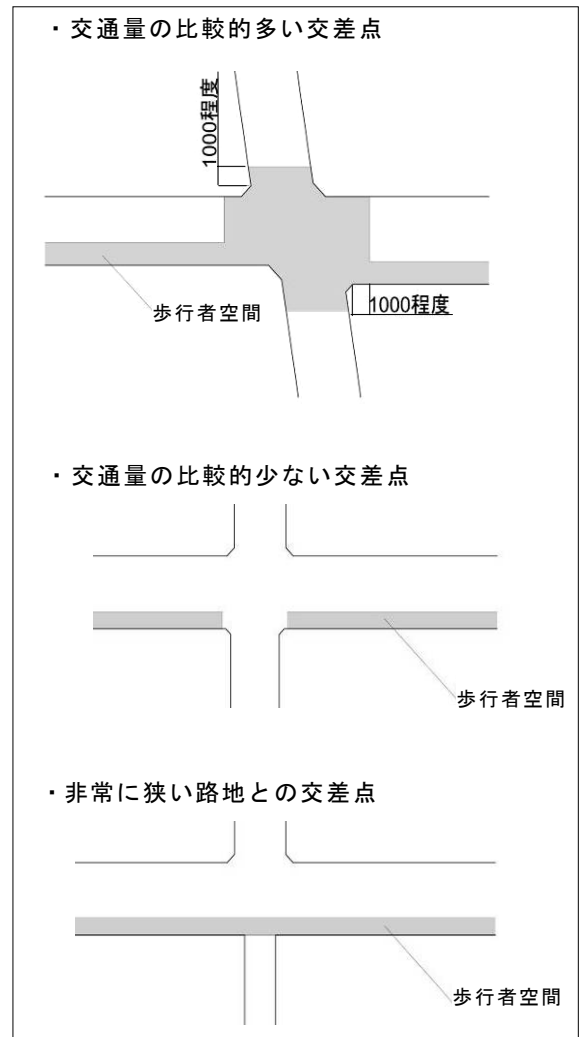 ・交通量の比較的多い交差点
1000程度
歩行者空間
1000程度
・交通量の比較的少ない交差点
歩行者空間
・非常に狭い路地との交差点
歩行者空間